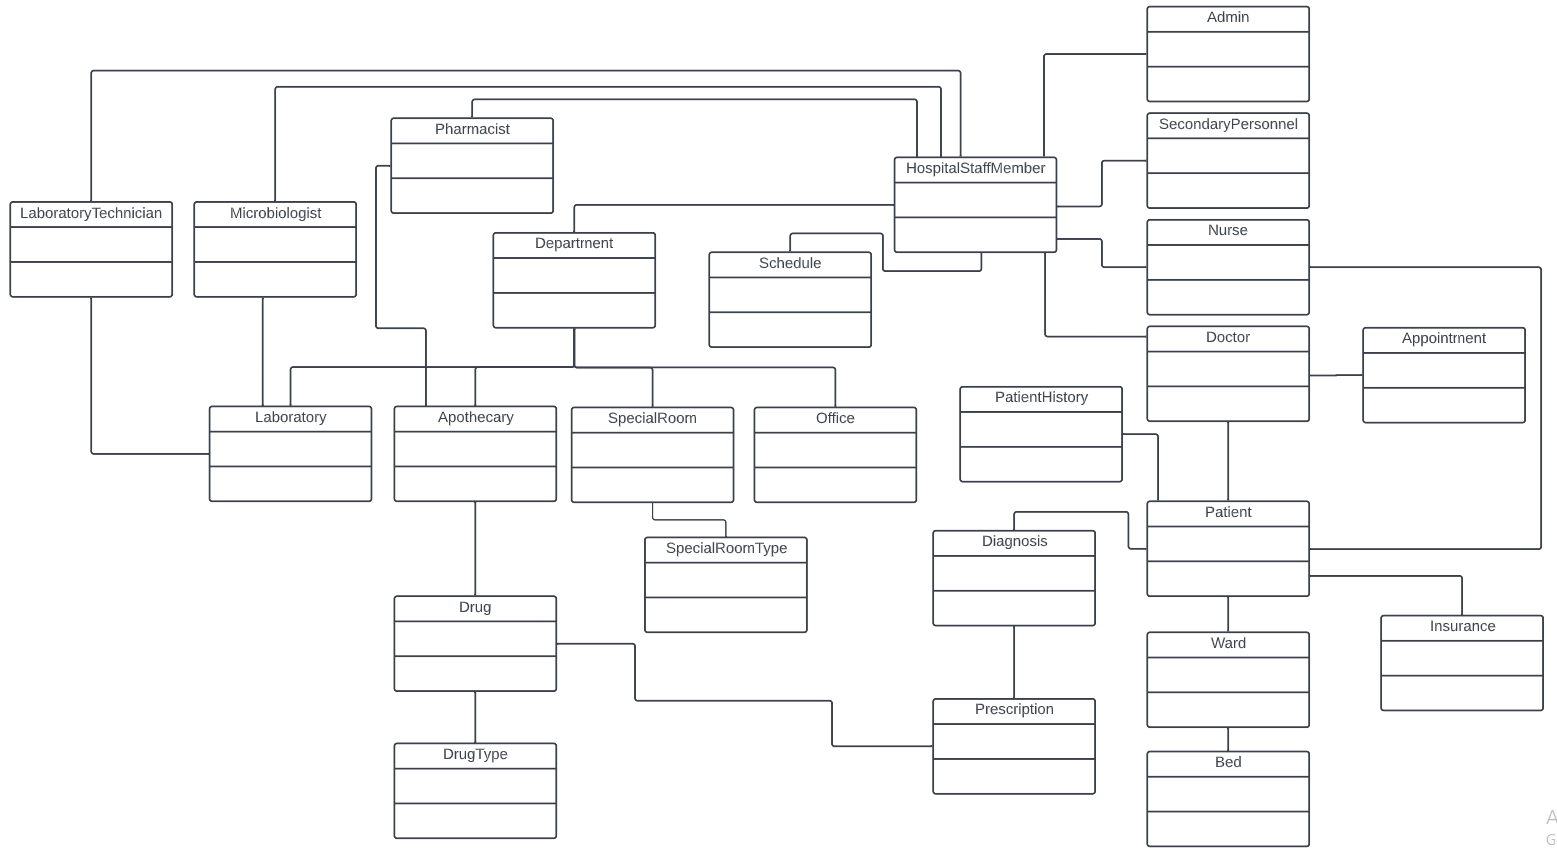 Admin
SecondaryPersonnel
Pharmacist
HospitalStaffMember
LaboratoryTechnician
Microbiologist
Nurse
Department
Schedule
Doctor
Appointment
PatientHistory
Laboratory
Apothecary
SpecialRoom
Office
Patient
Diagnosis
SpecialRoomType
Drug
Insurance
Ward
Prescription
DrugType
Bed
A
G